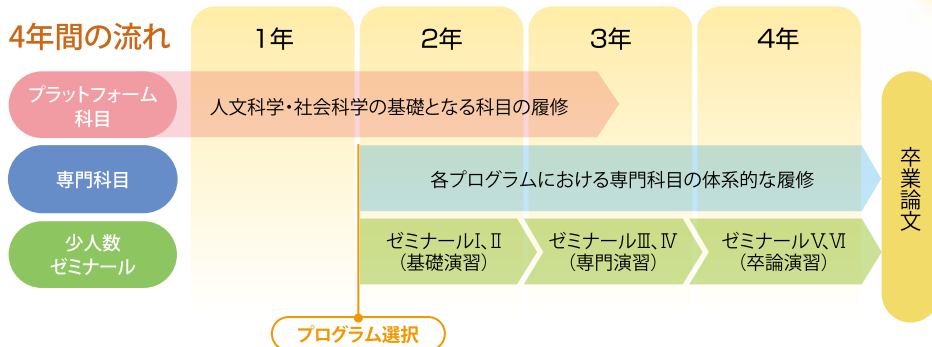 4年間の流れ
1年
2年
3年
4年
プラットフォーム
科目
人文科学・社会科学の基礎となる科目の履修
専門科目
各プログラムにおける専門科目の体系的な履修
少人数
ゼミナール
ゼミナールⅠ、Ⅱ
（基礎演習）
ゼミナールⅢ、Ⅳ
（専門演習）
ゼミナールⅤ、Ⅵ
（卒論演習）
卒業論文
プログラム選択